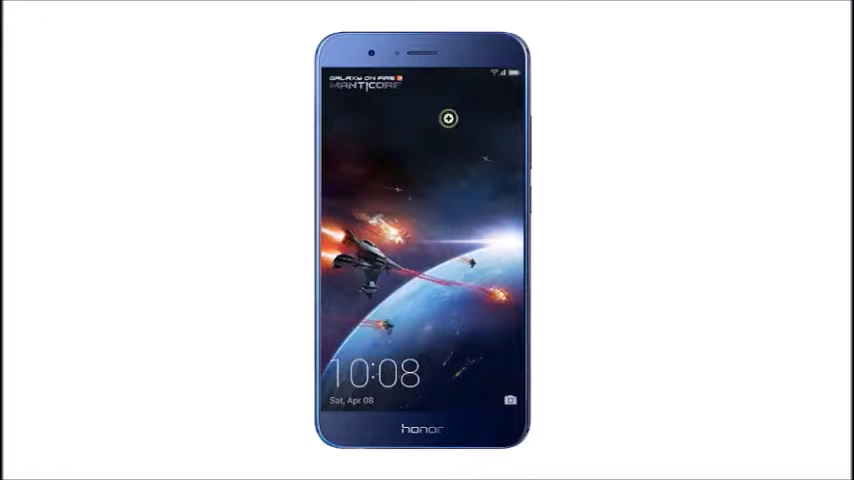 GALAXY ON FIRE 3
MANTICORE
10:08
Sat, Apr 08
honor